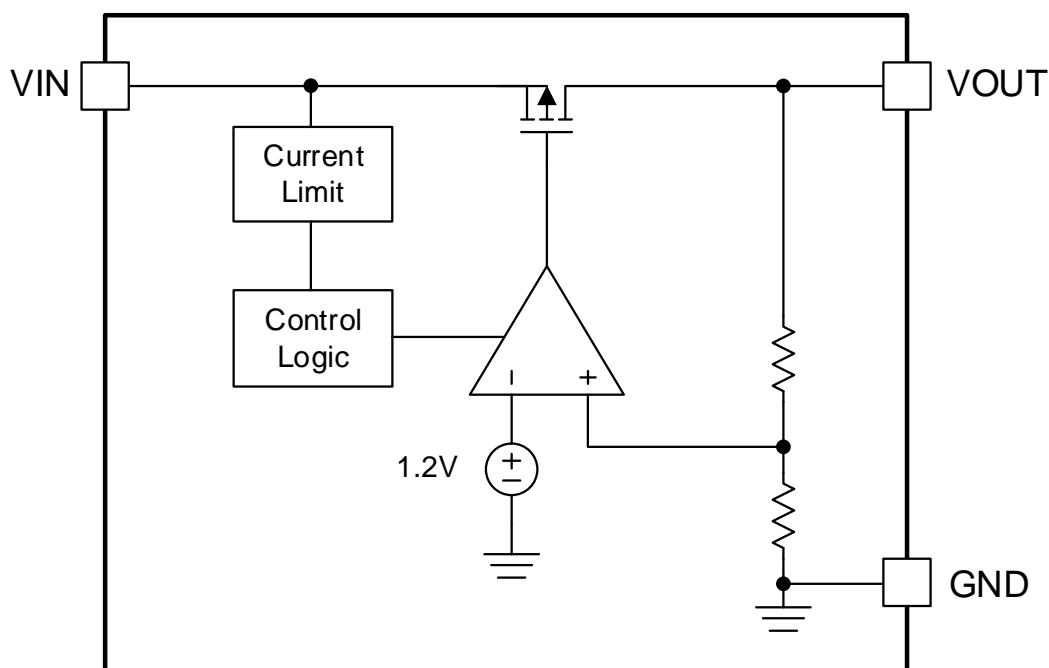 VIN
VOUT
Current
Limit
Control
Logic
− +
1.2V
+
−
GND